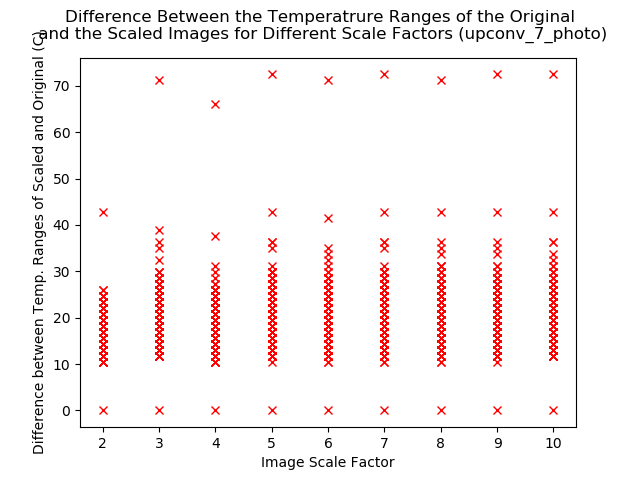 Difference Between the Temperatrure Ranges of the Original
and the Scaled Images for Different Scale Factors (upconv_7_photo)
Difference between Temp. Ranges of Scaled and Original (C)
70
60
50
40
30
20
10
0
2 3 4 5 6 7 8 9 10
Image Scale Factor